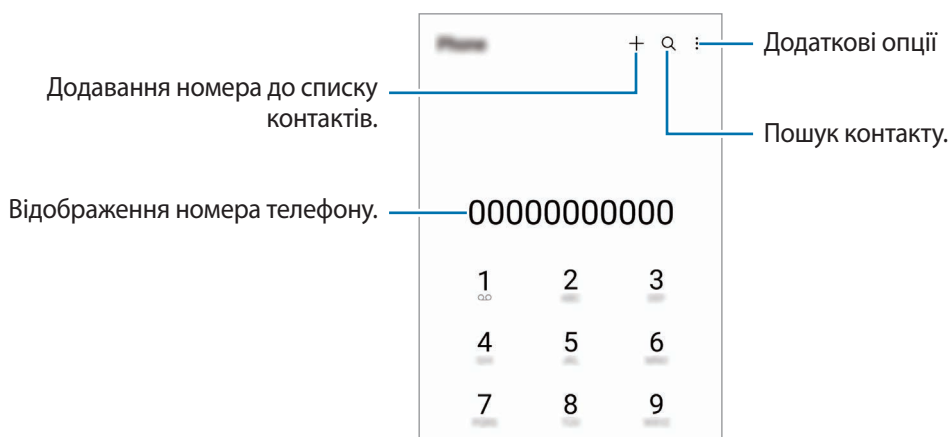 Додаткові опції
Додавання номера до списку
контактів.
Пошук контакту.
Відображення номера телефону.
00000000000
1 2 3
4 5 6
7 8 9